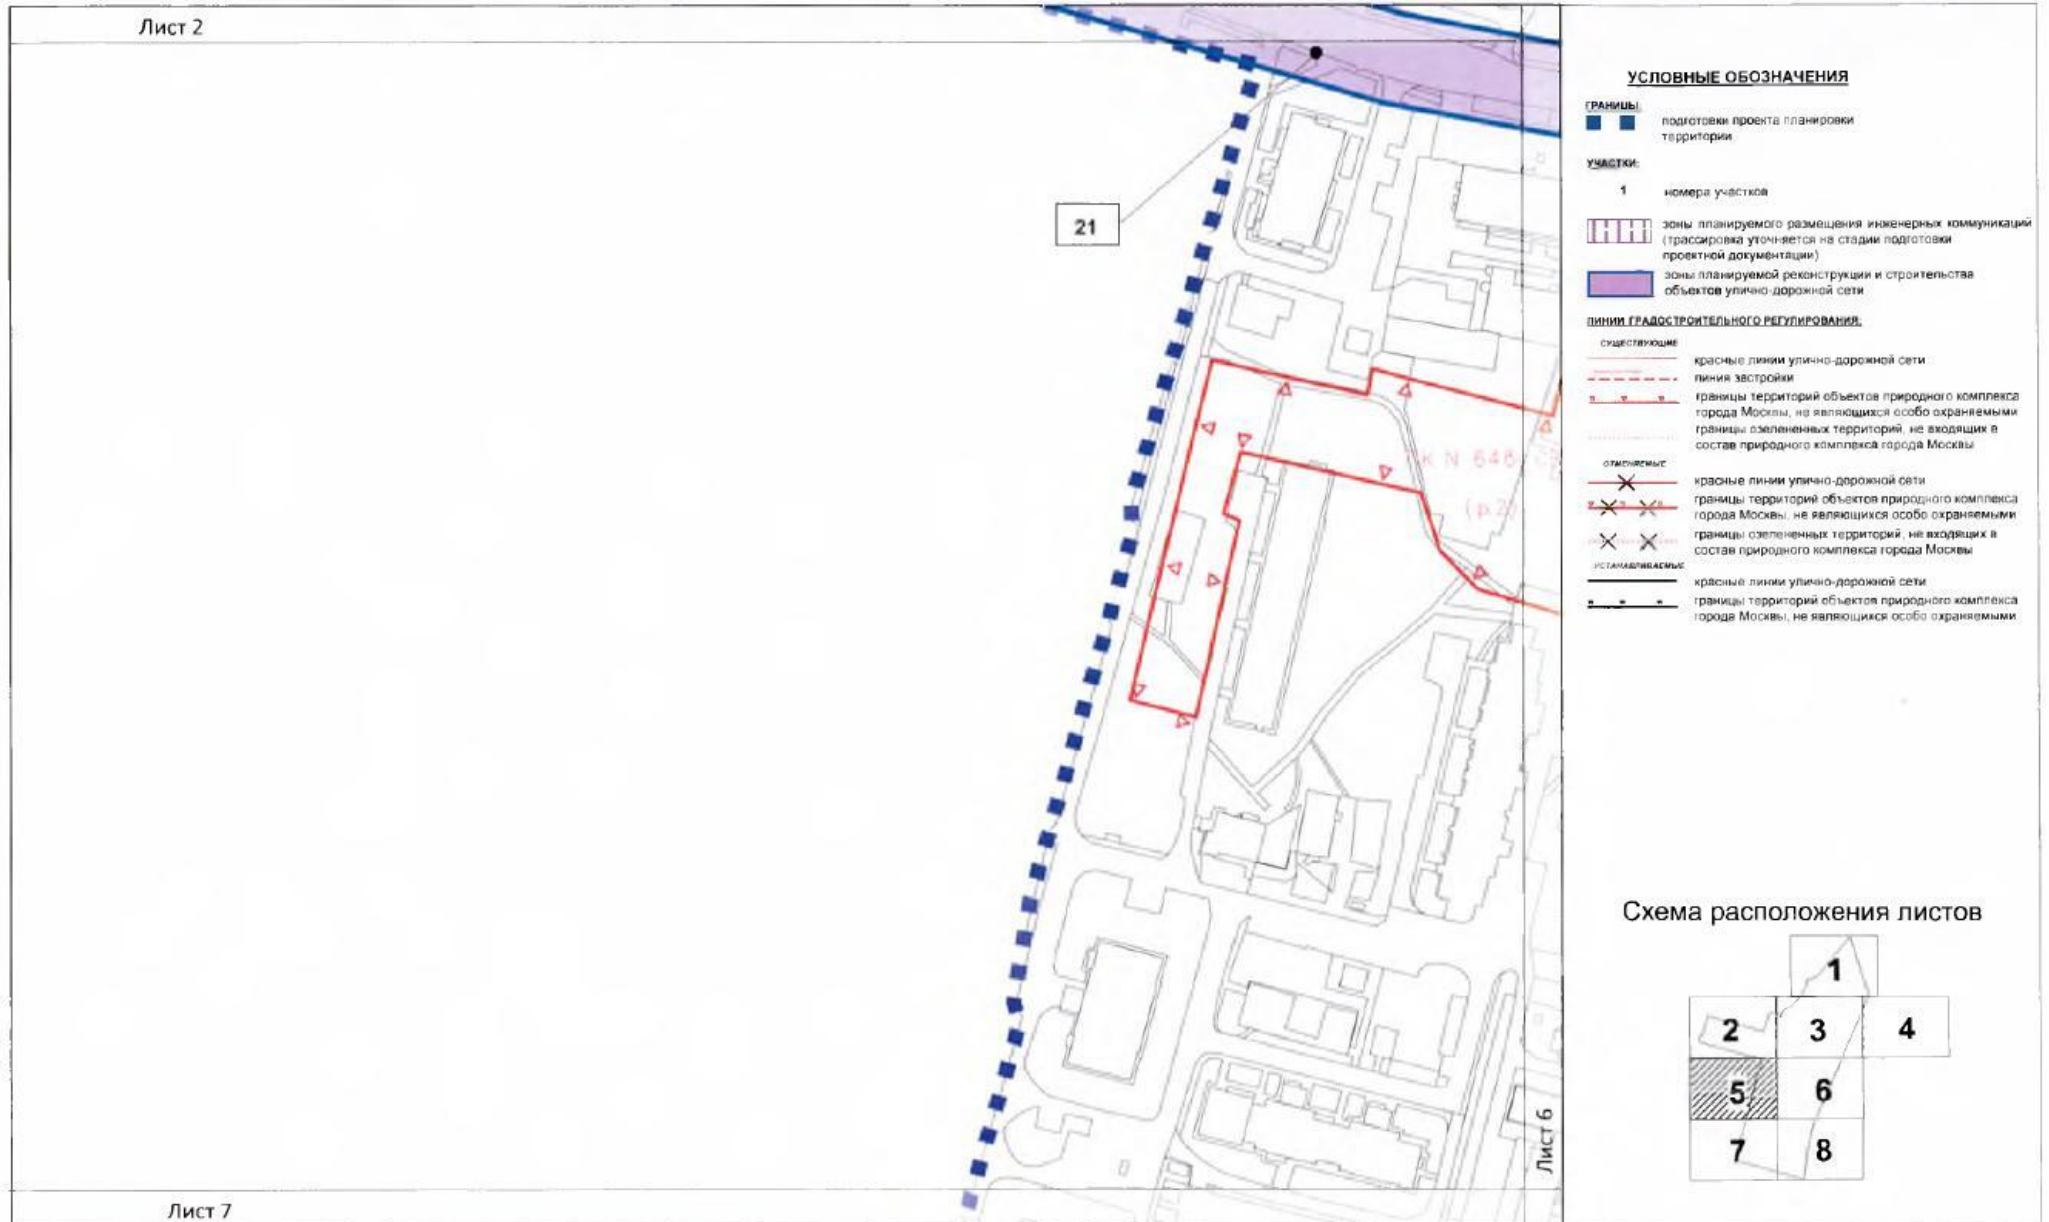 Лист 2
21
N 646
(р.2)
Лист 6
Лист 7
УСЛОВНЫЕ ОБОЗНАЧЕНИЯ
ГРАНИЦЫ:
подготовки проекта планировки
территории
УЧАСТКИ:
1 номера участков
зоны планируемого размещения инженерных коммуникаций
(трассировка уточняется на стадии подготовки
проектной документации)
зоны планируемой реконструкции и строительства
объектов улично-дорожной сети
ЛИНИИ ГРАДОСТРОИТЕЛЬНОГО РЕГУЛИРОВАНИЯ:
СУЩЕСТВУЮЩИЕ
красные линии улично-дорожной сети
линия застройки
границы территорий объектов природного комплекса
города Москвы, не являющихся особо охраняемыми
границы озелененных территорий, не входящих в
состав природного комплекса города Москвы
ОТМЕНЯЕМЫЕ
красные линии улично-дорожной сети
границы территорий объектов природного комплекса
города Москвы, не являющихся особо охраняемыми
границы озелененных территорий, не входящих в
состав природного комплекса города Москвы
УСТАНАВЛИВАЕМЫЕ
красные линии улично-дорожной сети
границы территорий объектов природного комплекса
города Москвы, не являющихся особо охраняемыми
Схема расположения листов
1
2 3 4
5 6
7 8